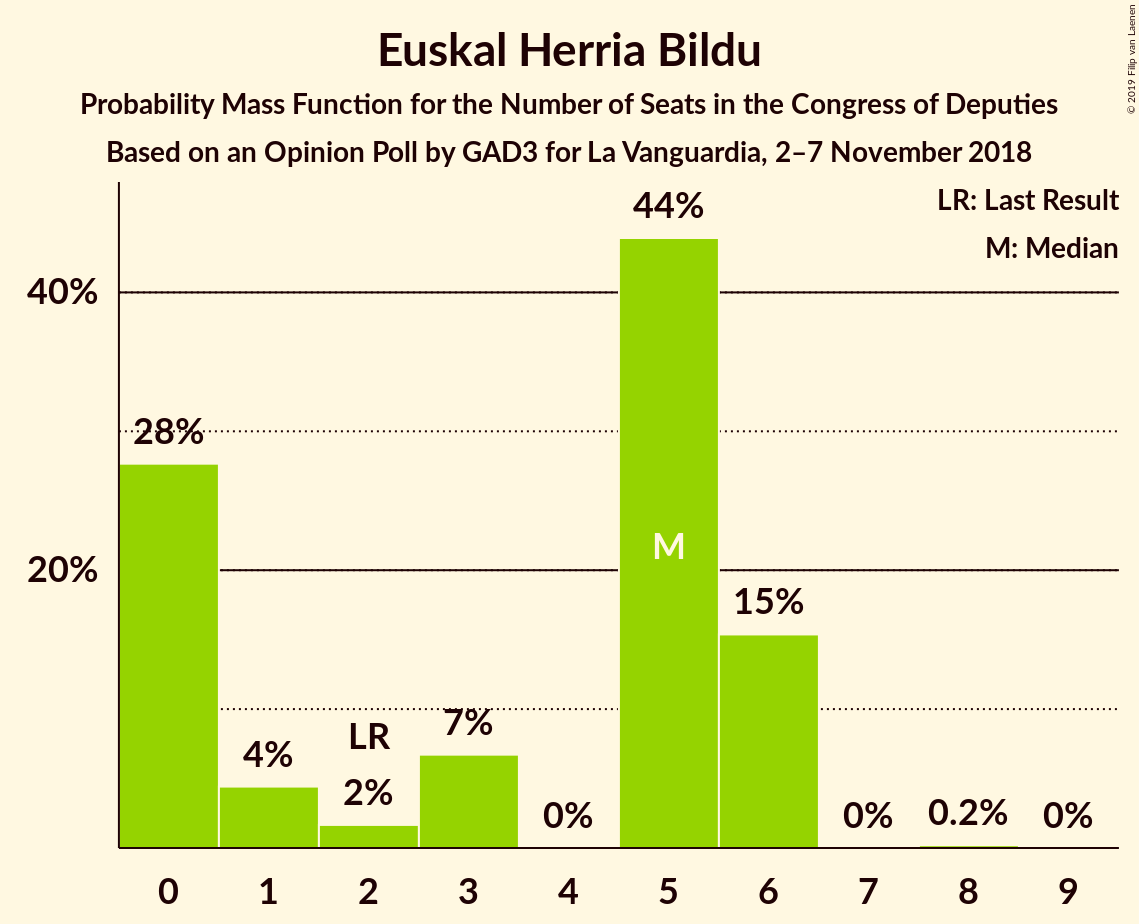 Euskal Herria Bildu
Probability Mass Function for the Number of Seats in the Congress of Deputies
Based on an Opinion Poll by GAD3 for La Vanguardia, 2–7 November 2018
© 2019 Filip van Laenen
LR: Last Result
M: Median
40%
20%
28%
4%
LR
2%
7%
0%
44%
M
15%
0%
0.2%
0%
0 1 2 3 4 5 6 7 8 9